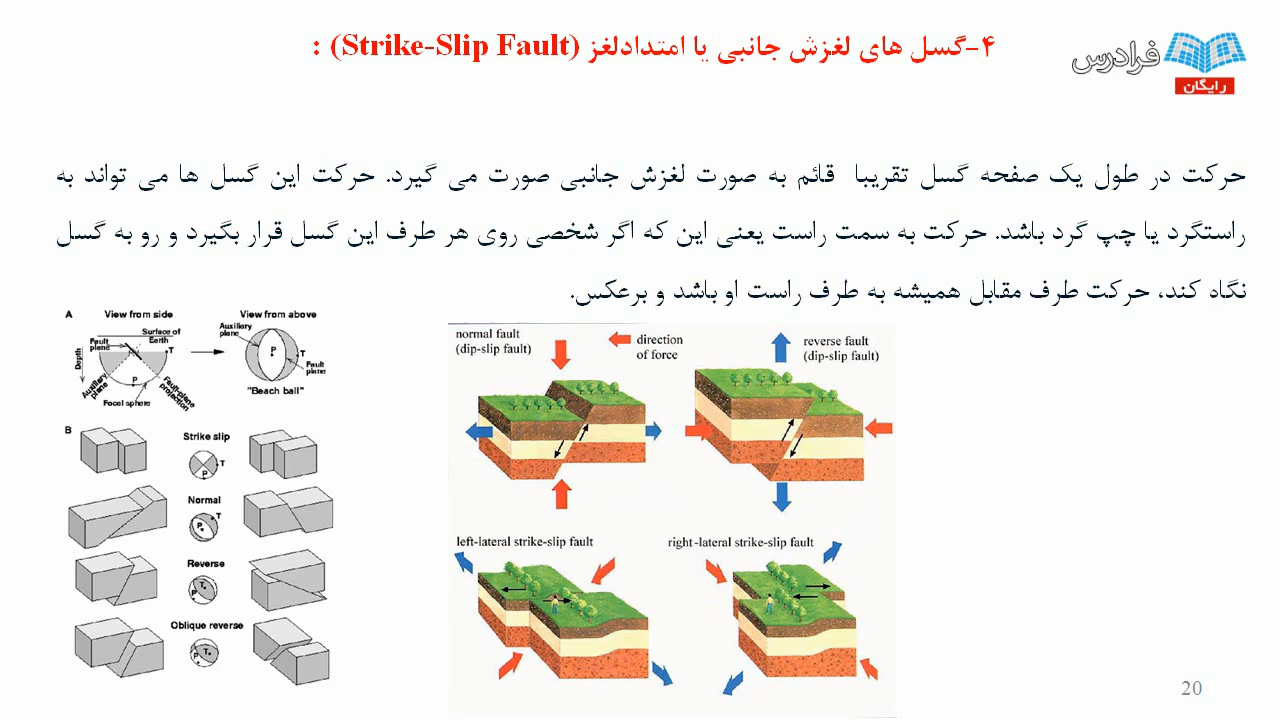 ۴-گسل های لغزش جانبی یا امتدادلغز (Strike-Slip Fault) :
فرادرس
رایگان
حرکت در طول یک صفحه گسل تقریبا قائم به صورت لغزش جانبی صورت می گیرد. حرکت این گسل ها می تواند به
راستگرد یا چپ گرد باشد. حرکت به سمت راست یعنی این که اگر شخصی روی هر طرف این گسل قرار بگیرد و رو به گسل
نگاه کند، حرکت طرف مقابل همیشه به طرف راست او باشد و برعکس.
A
View from side
View from above
Surface of
Earth
Fault
plane
T
Depth
Auxiliary
plane
P
Focal sphere
Fault-plane
projection
Auxiliary
plane
P
T
Fault
plane
"Beach ball"
B
Strike slip
T
P
Normal
T
P
Reverse
T
P
Oblique reverse
T
P
normal fault
(dip-slip fault)
direction
of force
reverse fault
(dip-slip fault)
left-lateral strike-slip fault
right-lateral strike-slip fault
20